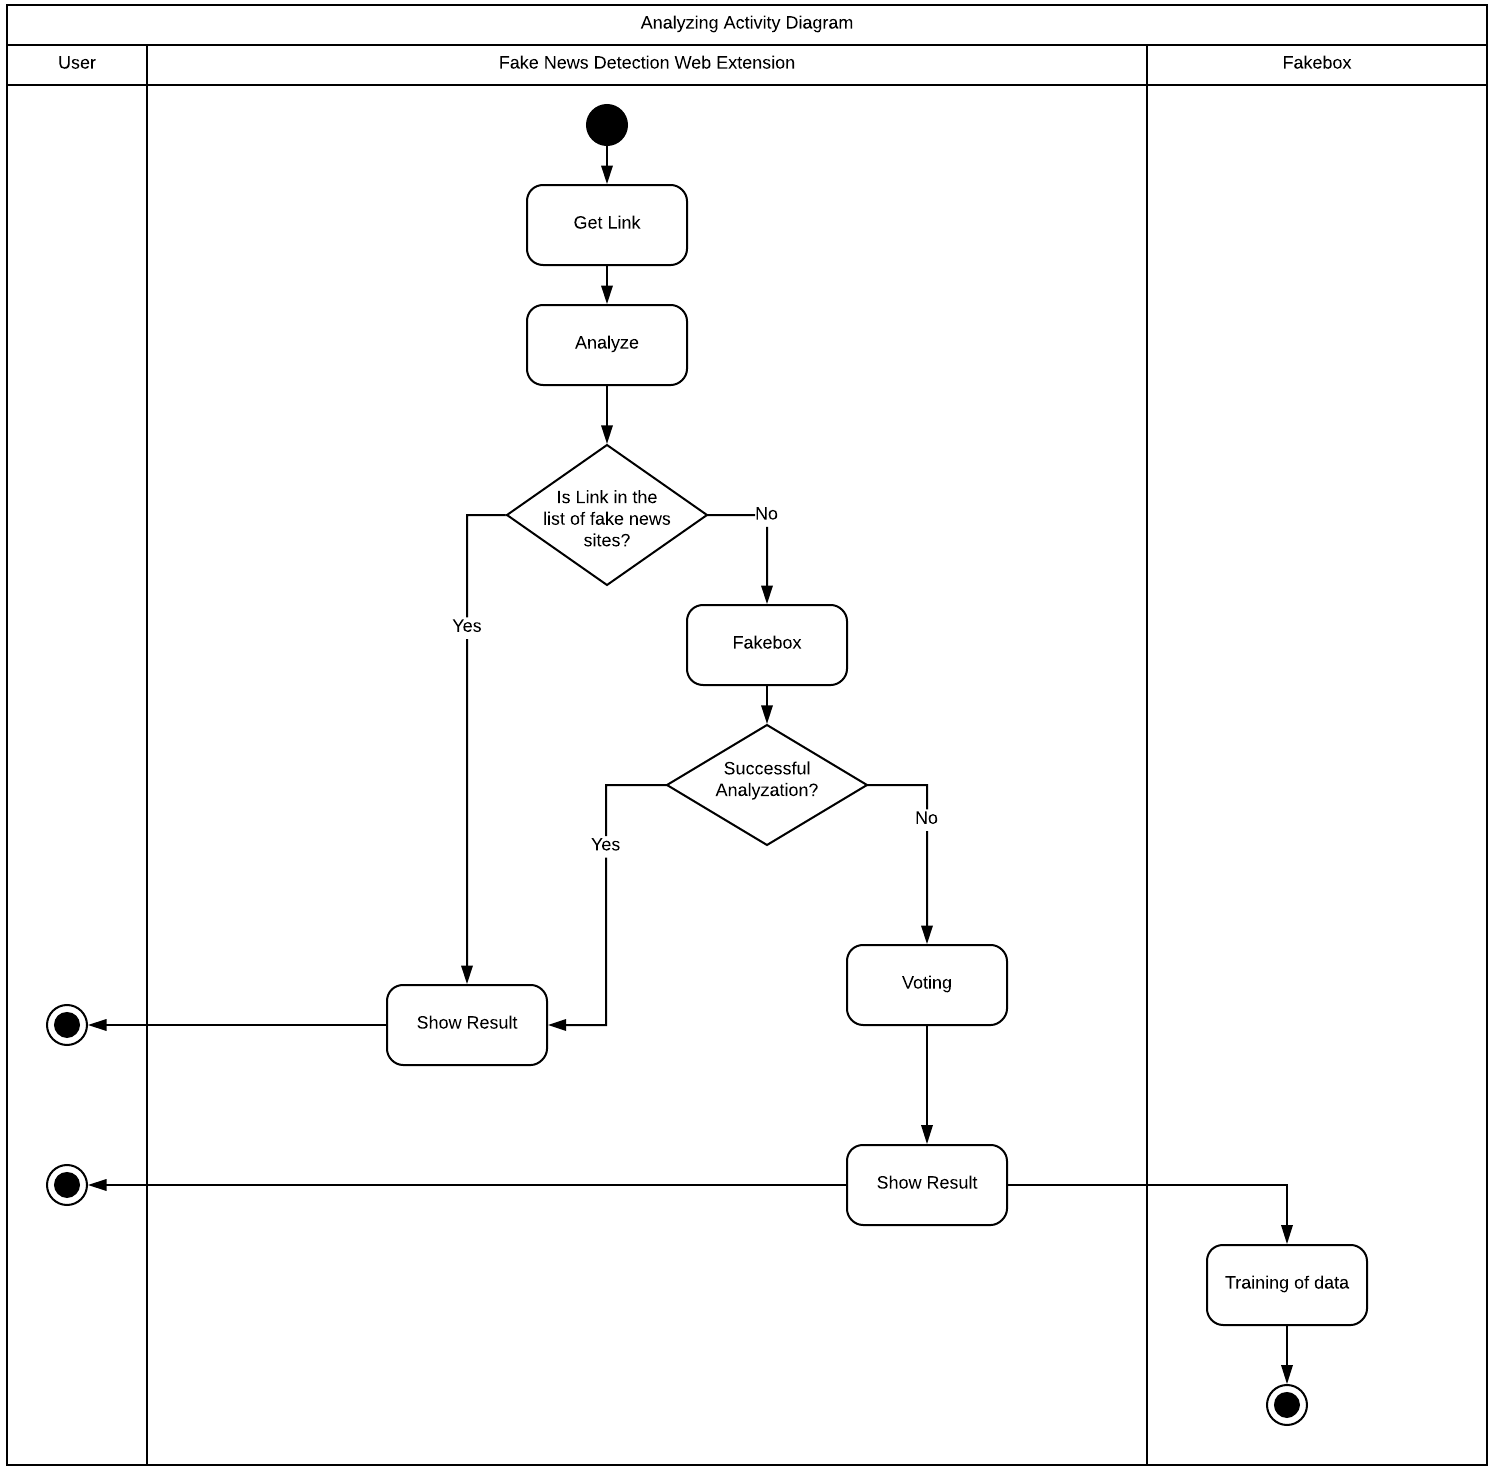 Analyzing Activity Diagram
User
Fake News Detection Web Extension
Fakebox
Get Link
Analyze
Is Link in the
list of fake news
sites?
No
Yes
Fakebox
Successful
Analyzation?
No
Yes
Voting
Show Result
Show Result
Training of data